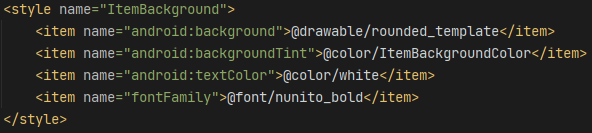 <style name="ItemBackground">
    <item name="android:background">@drawable/rounded_template</item>
    <item name="android:backgroundTint">@color/ItemBackgroundColor</item>
    <item name="android:textColor">@color/white</item>
    <item name="fontFamily">@font/nunito_bold</item>
</style>